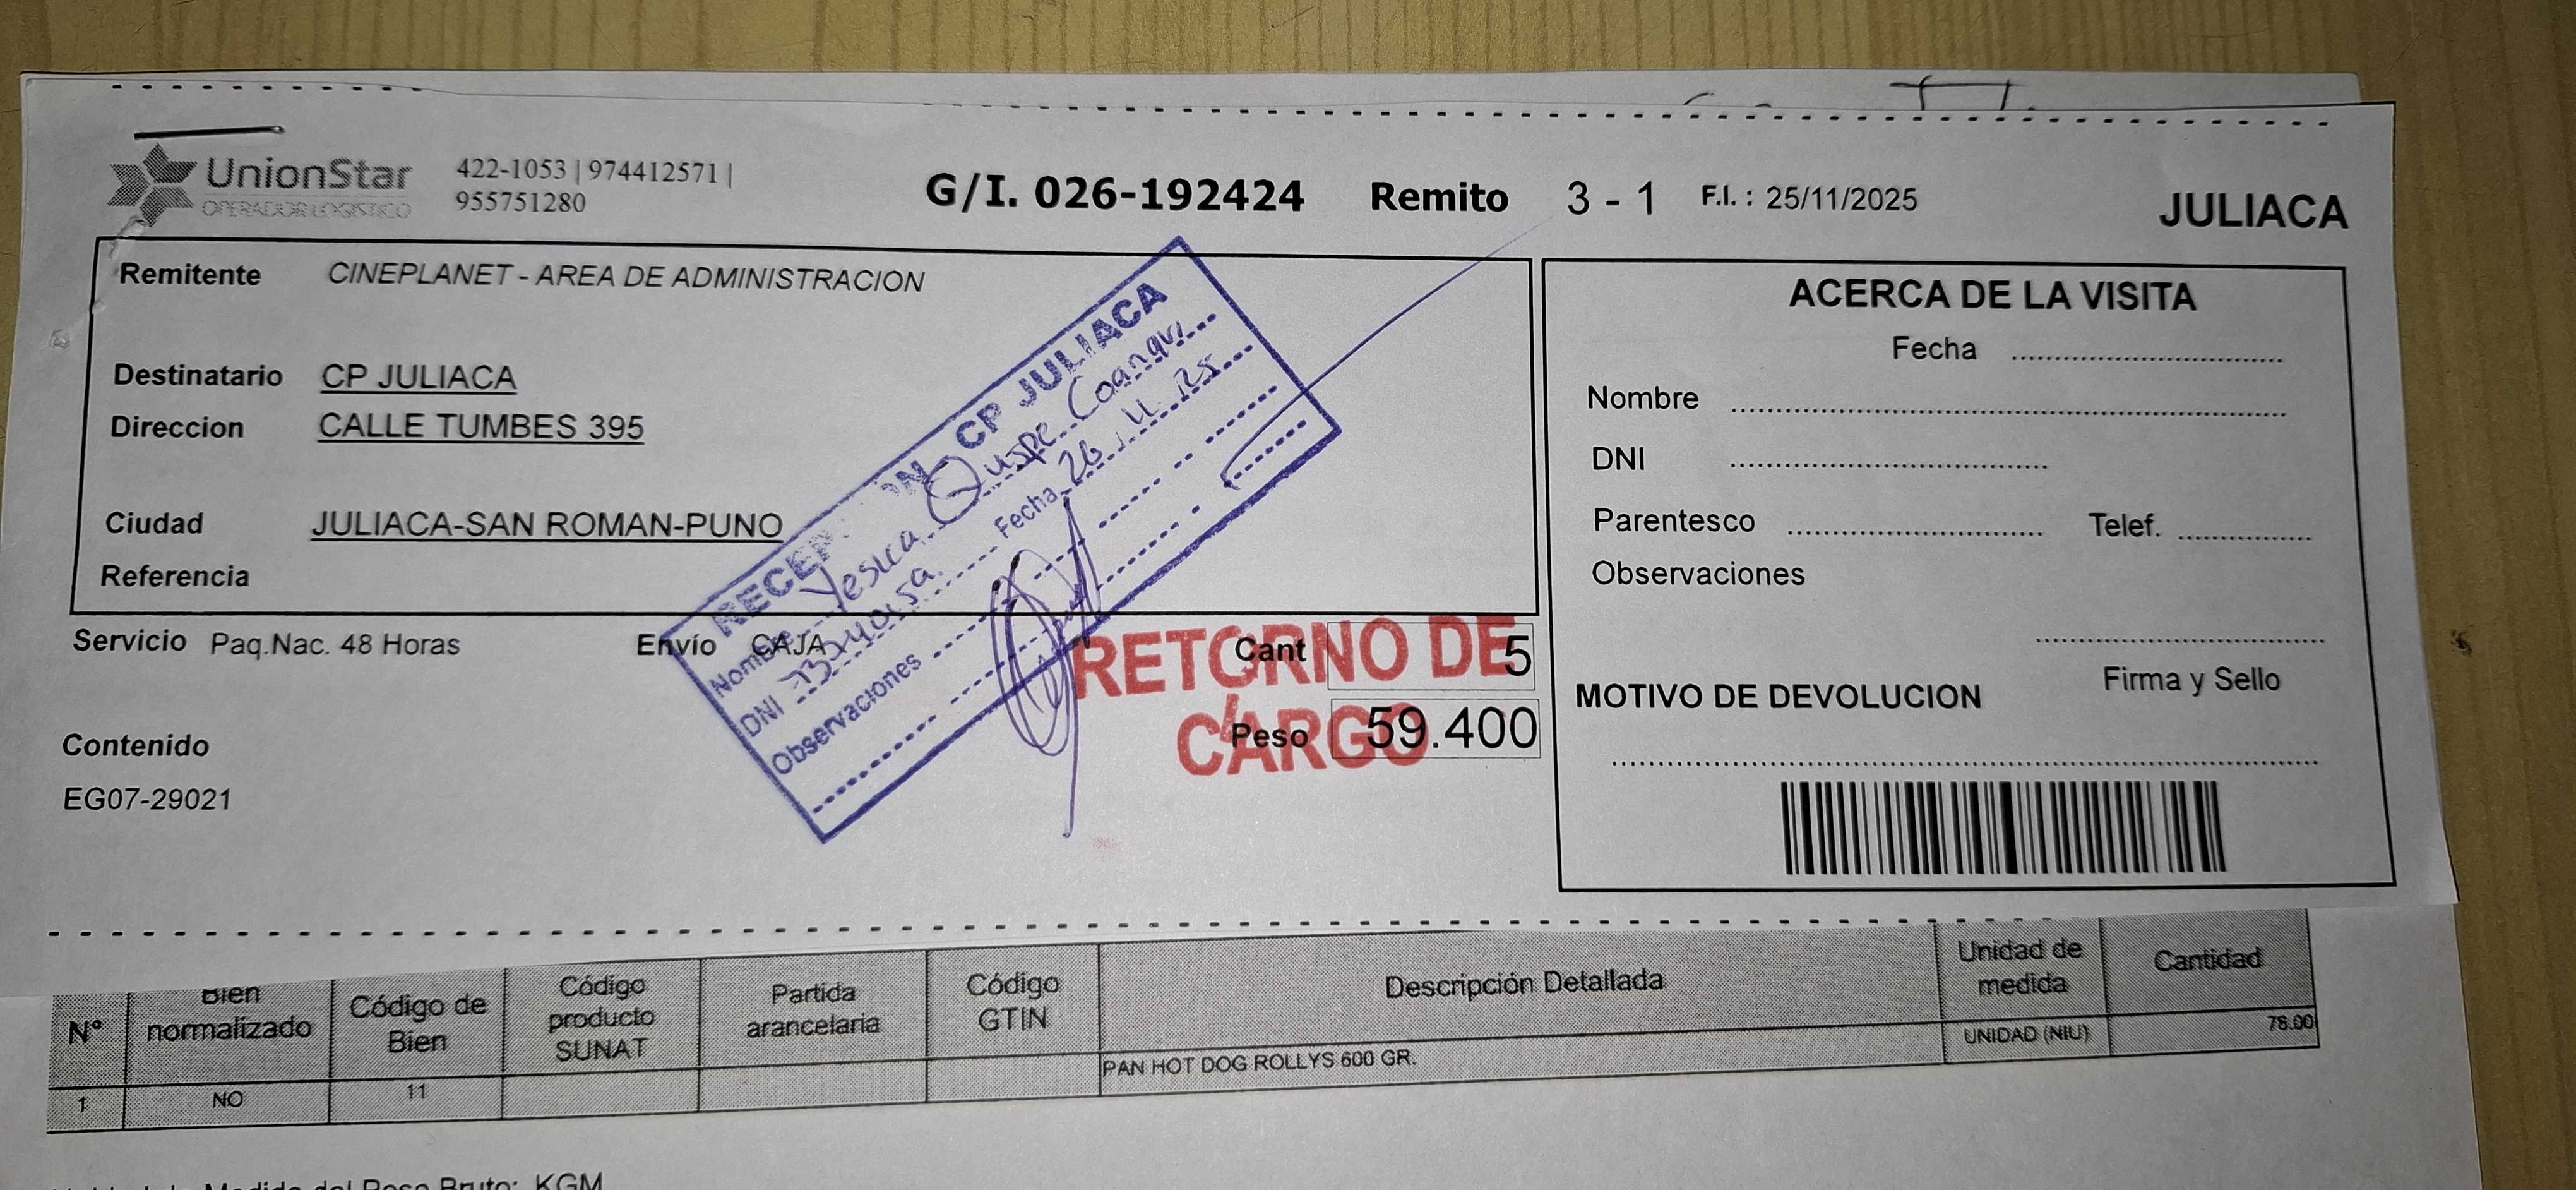 UnionStar
OPERADOR LOGISTICO
422-1053 | 974412571 |
955751280
G/I. 026-192424 Remito 3 - 1 F.I. : 25/11/2025
JULIACA
Remitente CINEPLANET - AREA DE ADMINISTRACION
Destinatario CP JULIACA
Direccion CALLE TUMBES 395
Ciudad JULIACA-SAN ROMAN-PUNO
Referencia
CP JULIACA
Nombre Yesica Quispe
DNI Fecha 26
Observaciones
Servicio Paq.Nac. 48 Horas Envío CAJA Cant 5
RETORNO DE
CARGO
Peso 59.400
Contenido
EG07-29021
ACERCA DE LA VISITA
Fecha
Nombre
DNI
Parentesco Telef.
Observaciones
Firma y Sello
MOTIVO DE DEVOLUCION
N° Bien normalizado Código de Bien Código producto SUNAT Partida arancelaria Código GTIN Descripción Detallada Unidad de medida Cantidad
1 NO 11 PAN HOT DOG ROLLYS 600 GR. UNIDAD (NIU) 78.00
Medida del Peso Bruto: KGM